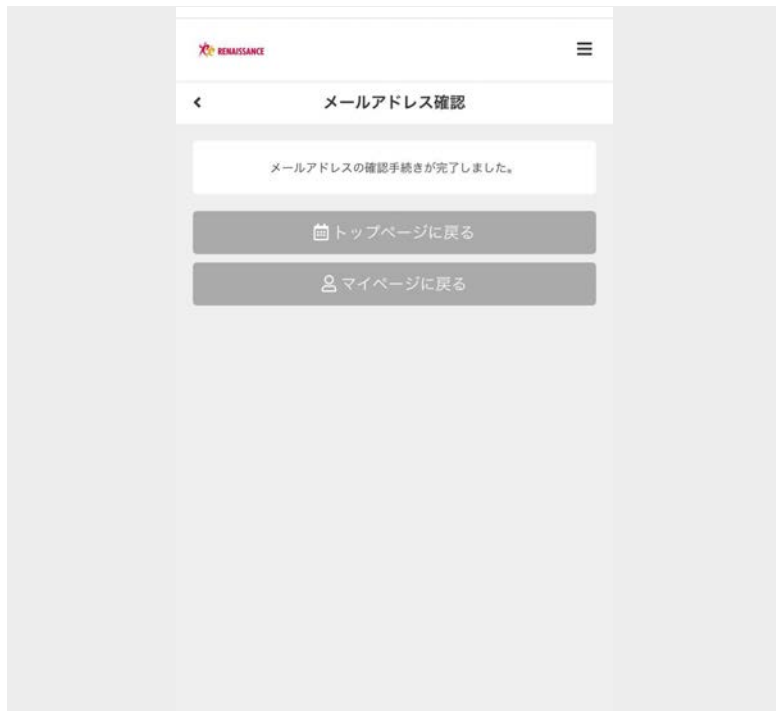 RENAISSANCE
メールアドレス確認
メールアドレスの確認手続きが完了しました。
トップページに戻る
マイページに戻る